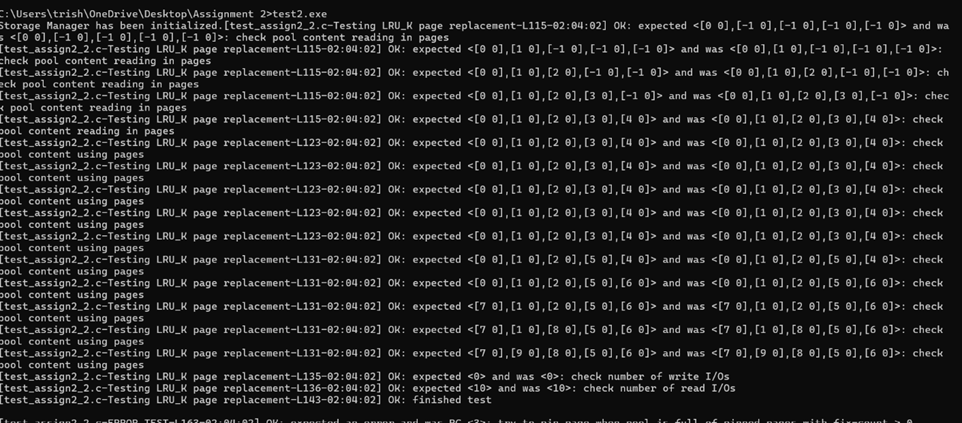 C:\Users\trish\OneDrive\Desktop\Assignment 2>test2.exe
Storage Manager has been initialized.[test_assign2_2.c-Testing LRU_K page replacement-L115-02:04:02] OK: expected <[0 0],[-1 0],[-1 0],[-1 0],[-1 0]> and wa
s <[0 0],[-1 0],[-1 0],[-1 0],[-1 0]>: check pool content reading in pages
[test_assign2_2.c-Testing LRU_K page replacement-L115-02:04:02] OK: expected <[0 0],[1 0],[-1 0],[-1 0],[-1 0]> and was <[0 0],[1 0],[-1 0],[-1 0],[-1 0]>:
check pool content reading in pages
[test_assign2_2.c-Testing LRU_K page replacement-L115-02:04:02] OK: expected <[0 0],[1 0],[2 0],[-1 0],[-1 0]> and was <[0 0],[1 0],[2 0],[-1 0],[-1 0]>: ch
eck pool content reading in pages
[test_assign2_2.c-Testing LRU_K page replacement-L115-02:04:02] OK: expected <[0 0],[1 0],[2 0],[3 0],[-1 0]> and was <[0 0],[1 0],[2 0],[3 0],[-1 0]>: chec
k pool content reading in pages
[test_assign2_2.c-Testing LRU_K page replacement-L115-02:04:02] OK: expected <[0 0],[1 0],[2 0],[3 0],[4 0]> and was <[0 0],[1 0],[2 0],[3 0],[4 0]>: check
pool content reading in pages
[test_assign2_2.c-Testing LRU_K page replacement-L123-02:04:02] OK: expected <[0 0],[1 0],[2 0],[3 0],[4 0]> and was <[0 0],[1 0],[2 0],[3 0],[4 0]>: check
pool content using pages
[test_assign2_2.c-Testing LRU_K page replacement-L123-02:04:02] OK: expected <[0 0],[1 0],[2 0],[3 0],[4 0]> and was <[0 0],[1 0],[2 0],[3 0],[4 0]>: check
pool content using pages
[test_assign2_2.c-Testing LRU_K page replacement-L123-02:04:02] OK: expected <[0 0],[1 0],[2 0],[3 0],[4 0]> and was <[0 0],[1 0],[2 0],[3 0],[4 0]>: check
pool content using pages
[test_assign2_2.c-Testing LRU_K page replacement-L123-02:04:02] OK: expected <[0 0],[1 0],[2 0],[3 0],[4 0]> and was <[0 0],[1 0],[2 0],[3 0],[4 0]>: check
pool content using pages
[test_assign2_2.c-Testing LRU_K page replacement-L123-02:04:02] OK: expected <[0 0],[1 0],[2 0],[3 0],[4 0]> and was <[0 0],[1 0],[2 0],[3 0],[4 0]>: check
pool content using pages
[test_assign2_2.c-Testing LRU_K page replacement-L131-02:04:02] OK: expected <[0 0],[1 0],[2 0],[5 0],[4 0]> and was <[0 0],[1 0],[2 0],[5 0],[4 0]>: check
pool content using pages
[test_assign2_2.c-Testing LRU_K page replacement-L131-02:04:02] OK: expected <[0 0],[1 0],[2 0],[5 0],[6 0]> and was <[0 0],[1 0],[2 0],[5 0],[6 0]>: check
pool content using pages
[test_assign2_2.c-Testing LRU_K page replacement-L131-02:04:02] OK: expected <[7 0],[1 0],[2 0],[5 0],[6 0]> and was <[7 0],[1 0],[2 0],[5 0],[6 0]>: check
pool content using pages
[test_assign2_2.c-Testing LRU_K page replacement-L131-02:04:02] OK: expected <[7 0],[1 0],[8 0],[5 0],[6 0]> and was <[7 0],[1 0],[8 0],[5 0],[6 0]>: check
pool content using pages
[test_assign2_2.c-Testing LRU_K page replacement-L131-02:04:02] OK: expected <[7 0],[9 0],[8 0],[5 0],[6 0]> and was <[7 0],[9 0],[8 0],[5 0],[6 0]>: check
pool content using pages
[test_assign2_2.c-Testing LRU_K page replacement-L135-02:04:02] OK: expected <0> and was <0>: check number of write I/Os
[test_assign2_2.c-Testing LRU_K page replacement-L136-02:04:02] OK: expected <10> and was <10>: check number of read I/Os
[test_assign2_2.c-Testing LRU_K page replacement-L143-02:04:02] OK: finished test
[test_assign2_2.c-ERROR TEST-L163-02:04:02] OK: expected an error and was RC <3>: try to pin page when pool is full of pinned pages with fix-count > 0